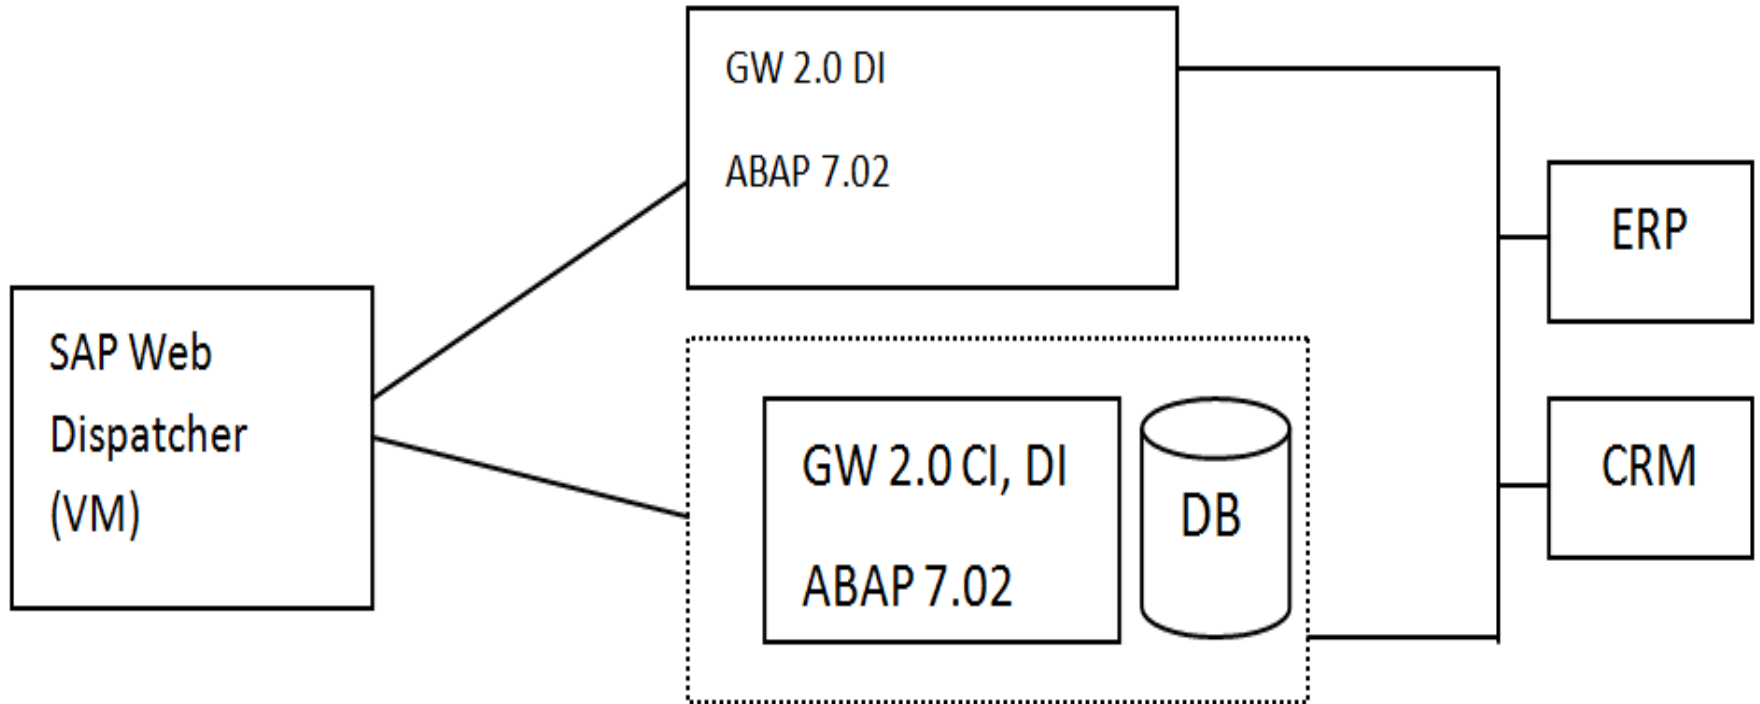 GW 2.0 DI
ABAP 7.02
SAP Web
Dispatcher
(VM)
GW 2.0 CI, DI
ABAP 7.02
DB
ERP
CRM